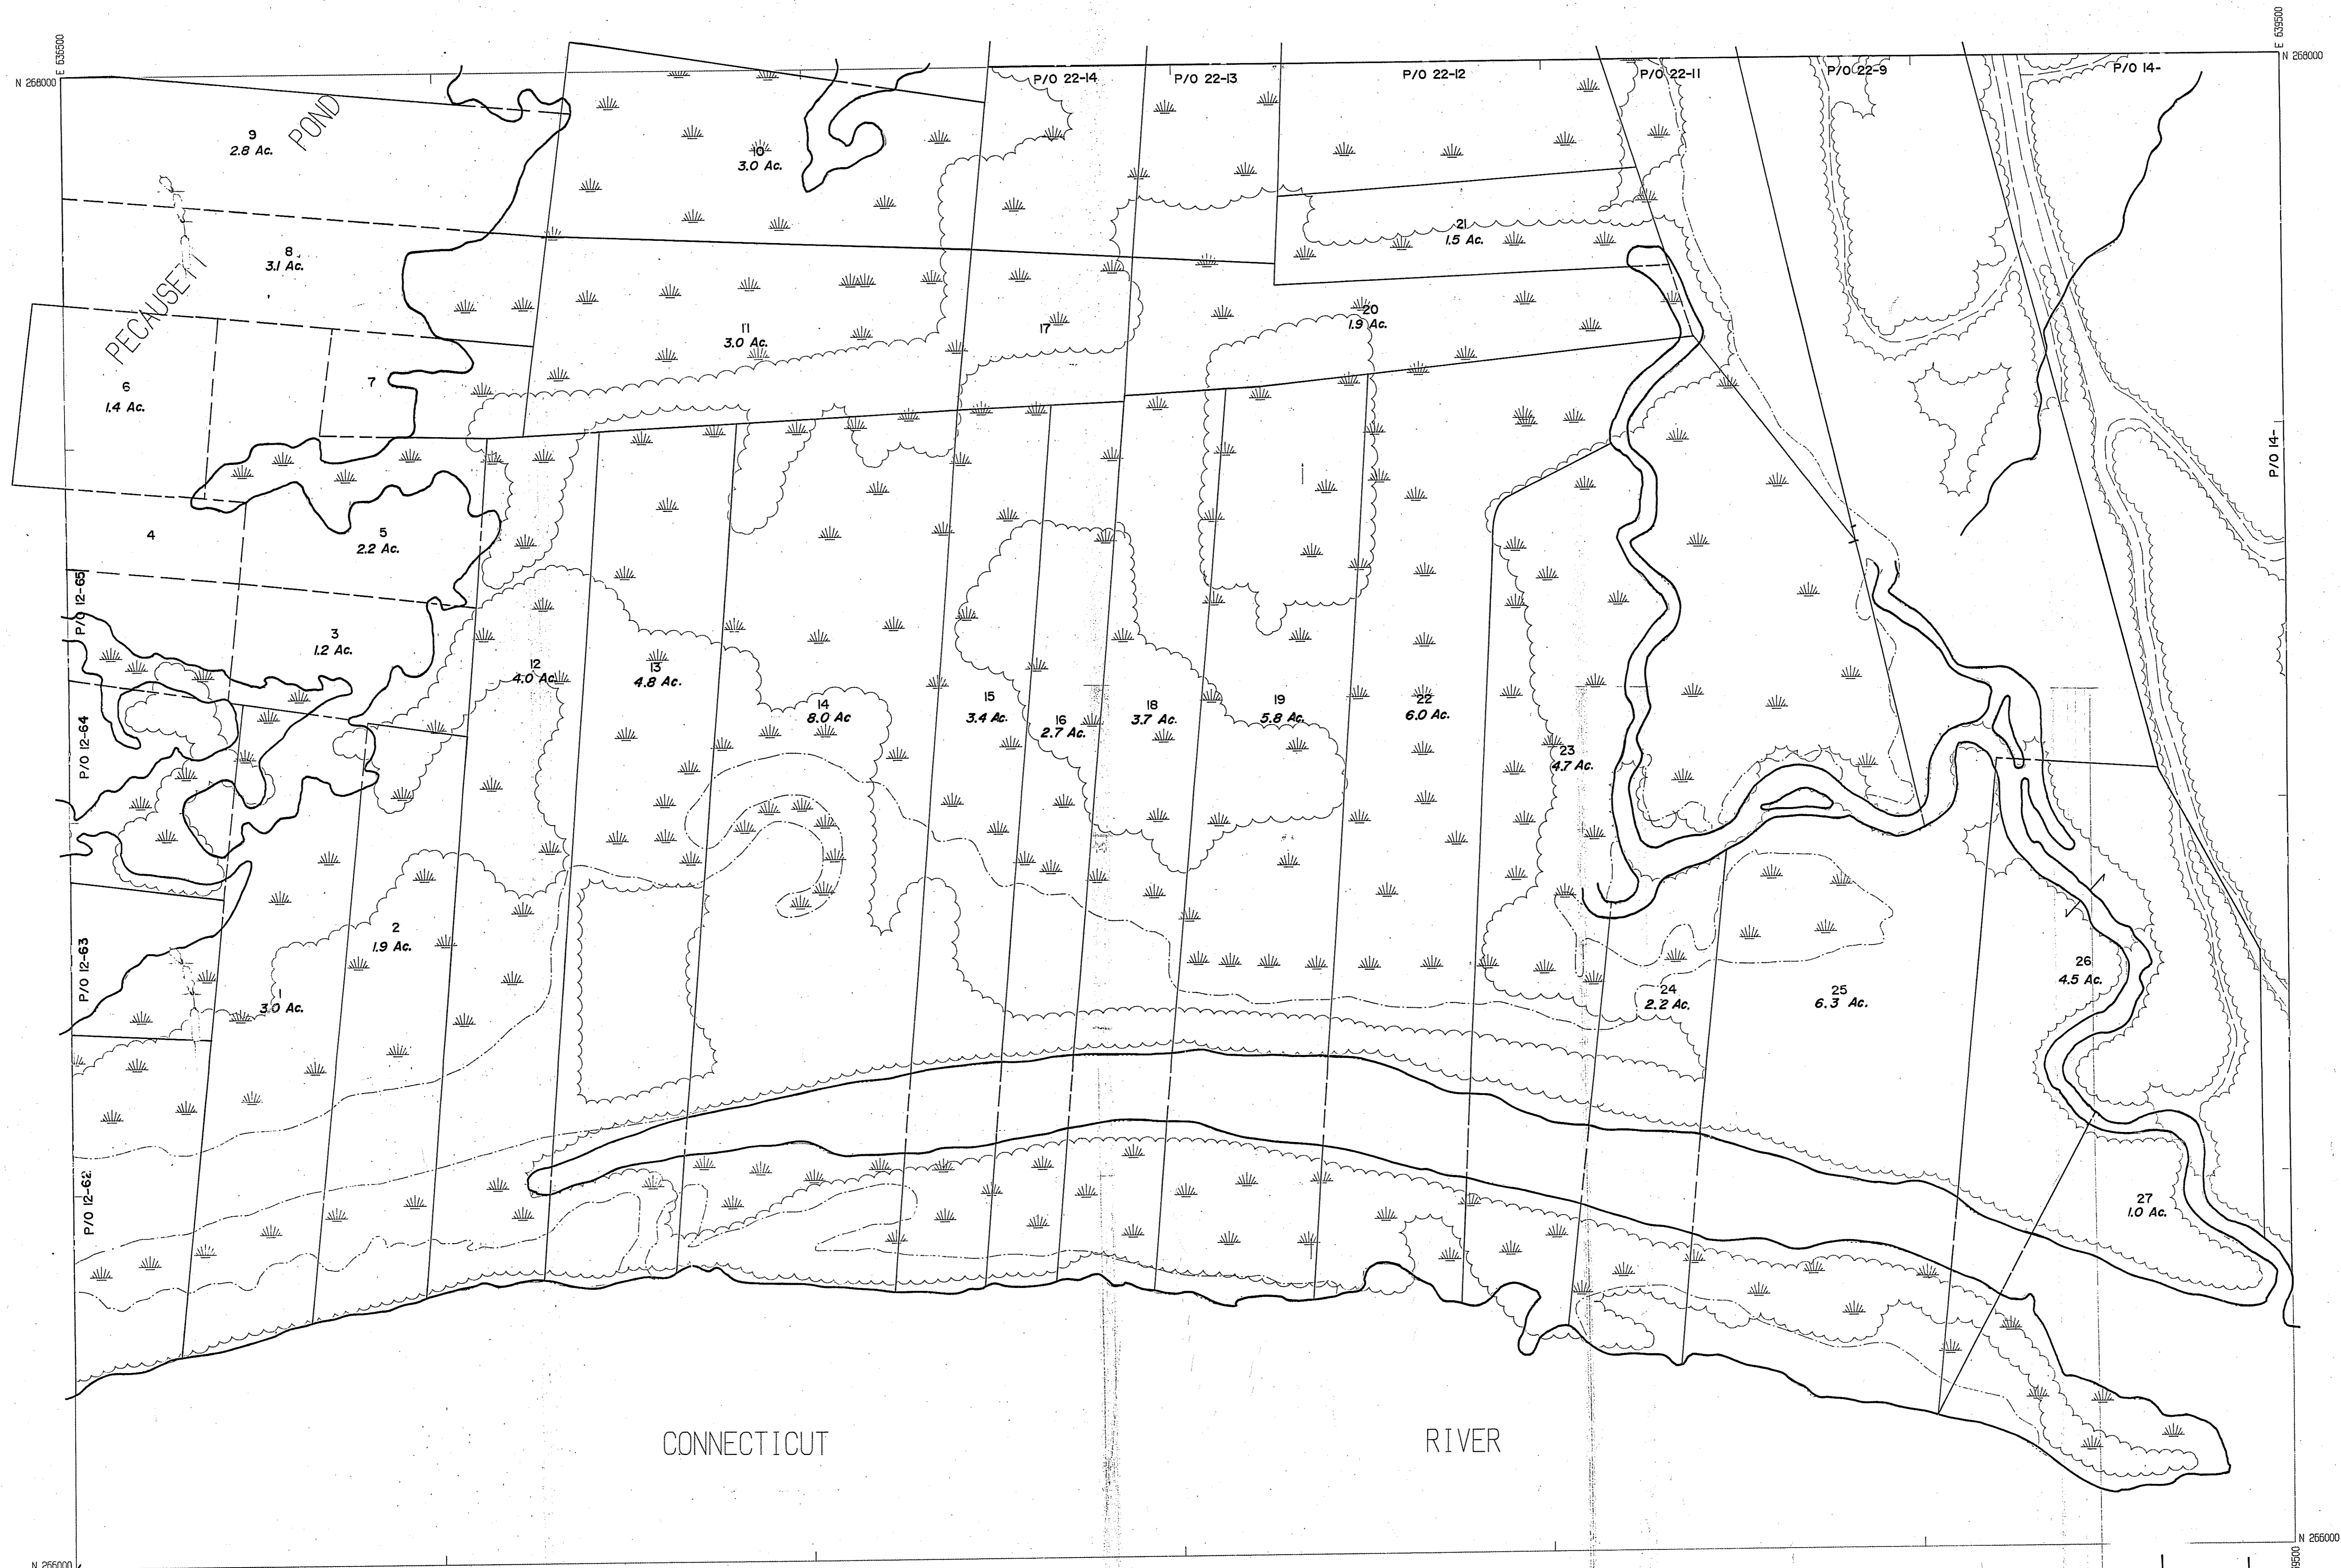 E 636500
E 639500
N 268000
N 268000
P/O 22-14
P/O 22-13
P/O 22-12
P/O 22-11
P/O 22-9
P/O 14-
9
2.8 Ac.
POND
10
3.0 Ac.
8
3.1 Ac.
21
1.5 Ac.
PECAUSETT
11
3.0 Ac.
17
20
1.9 Ac.
6
1.4 Ac.
7
P/O 14-
4
5
2.2 Ac.
P/O 12-65
3
1.2 Ac.
12
4.0 Ac.
13
4.8 Ac.
14
8.0 Ac
15
3.4 Ac.
16
2.7 Ac.
18
3.7 Ac.
19
5.8 Ac.
22
6.0 Ac.
23
4.7 Ac.
P/O 12-64
2
1.9 Ac.
P/O 12-63
1
3.0 Ac.
24
2.2 Ac.
25
6.3 Ac.
26
4.5 Ac.
P/O 12-62
27
1.0 Ac.
CONNECTICUT
RIVER
N 266000
N 266000